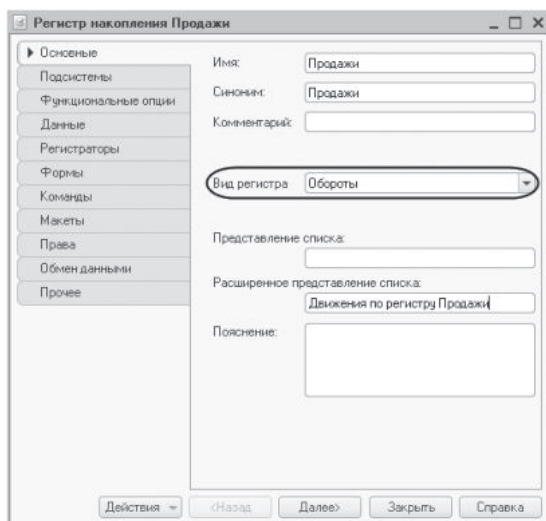 Регистр накопления Продажи
Основные
Подсистемы
Функциональные опции
Данные
Регистраторы
Формы
Команды
Макеты
Права
Обмен данными
Прочее
Имя: Продажи
Синоним: Продажи
Комментарий:
Вид регистра Обороты
Представление списка:
Расширенное представление списка:
Движения по регистру Продажи
Пояснение:
Действия <Назад Далее> Закрыть Справка